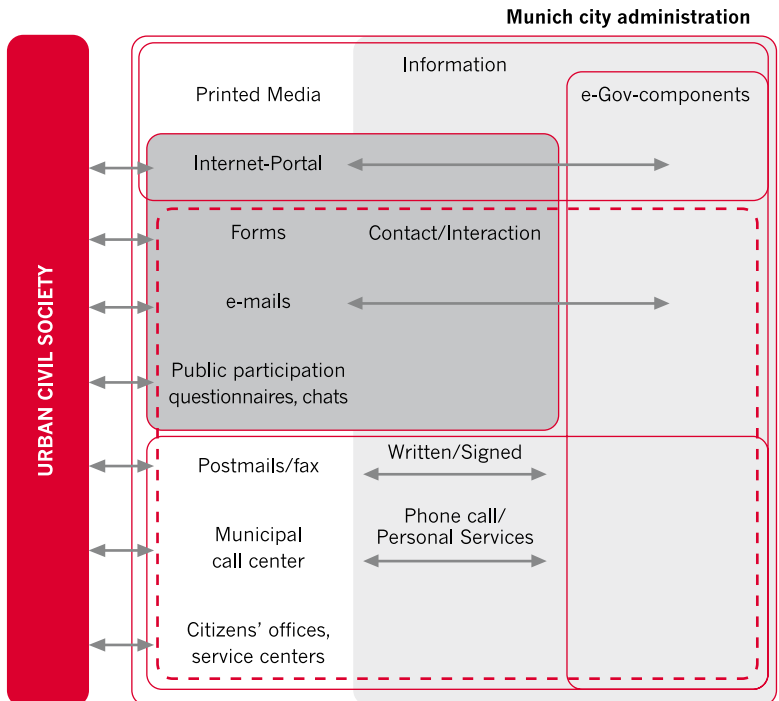 Munich city administration
Information
Printed Media
e-Gov-components
Internet-Portal
Forms
Contact/Interaction
e-mails
Public participation
questionnaires, chats
URBAN CIVIL SOCIETY
Postmails/fax
Written/Signed
Phone call/
Personal Services
Municipal
call center
Citizens’ offices,
service centers